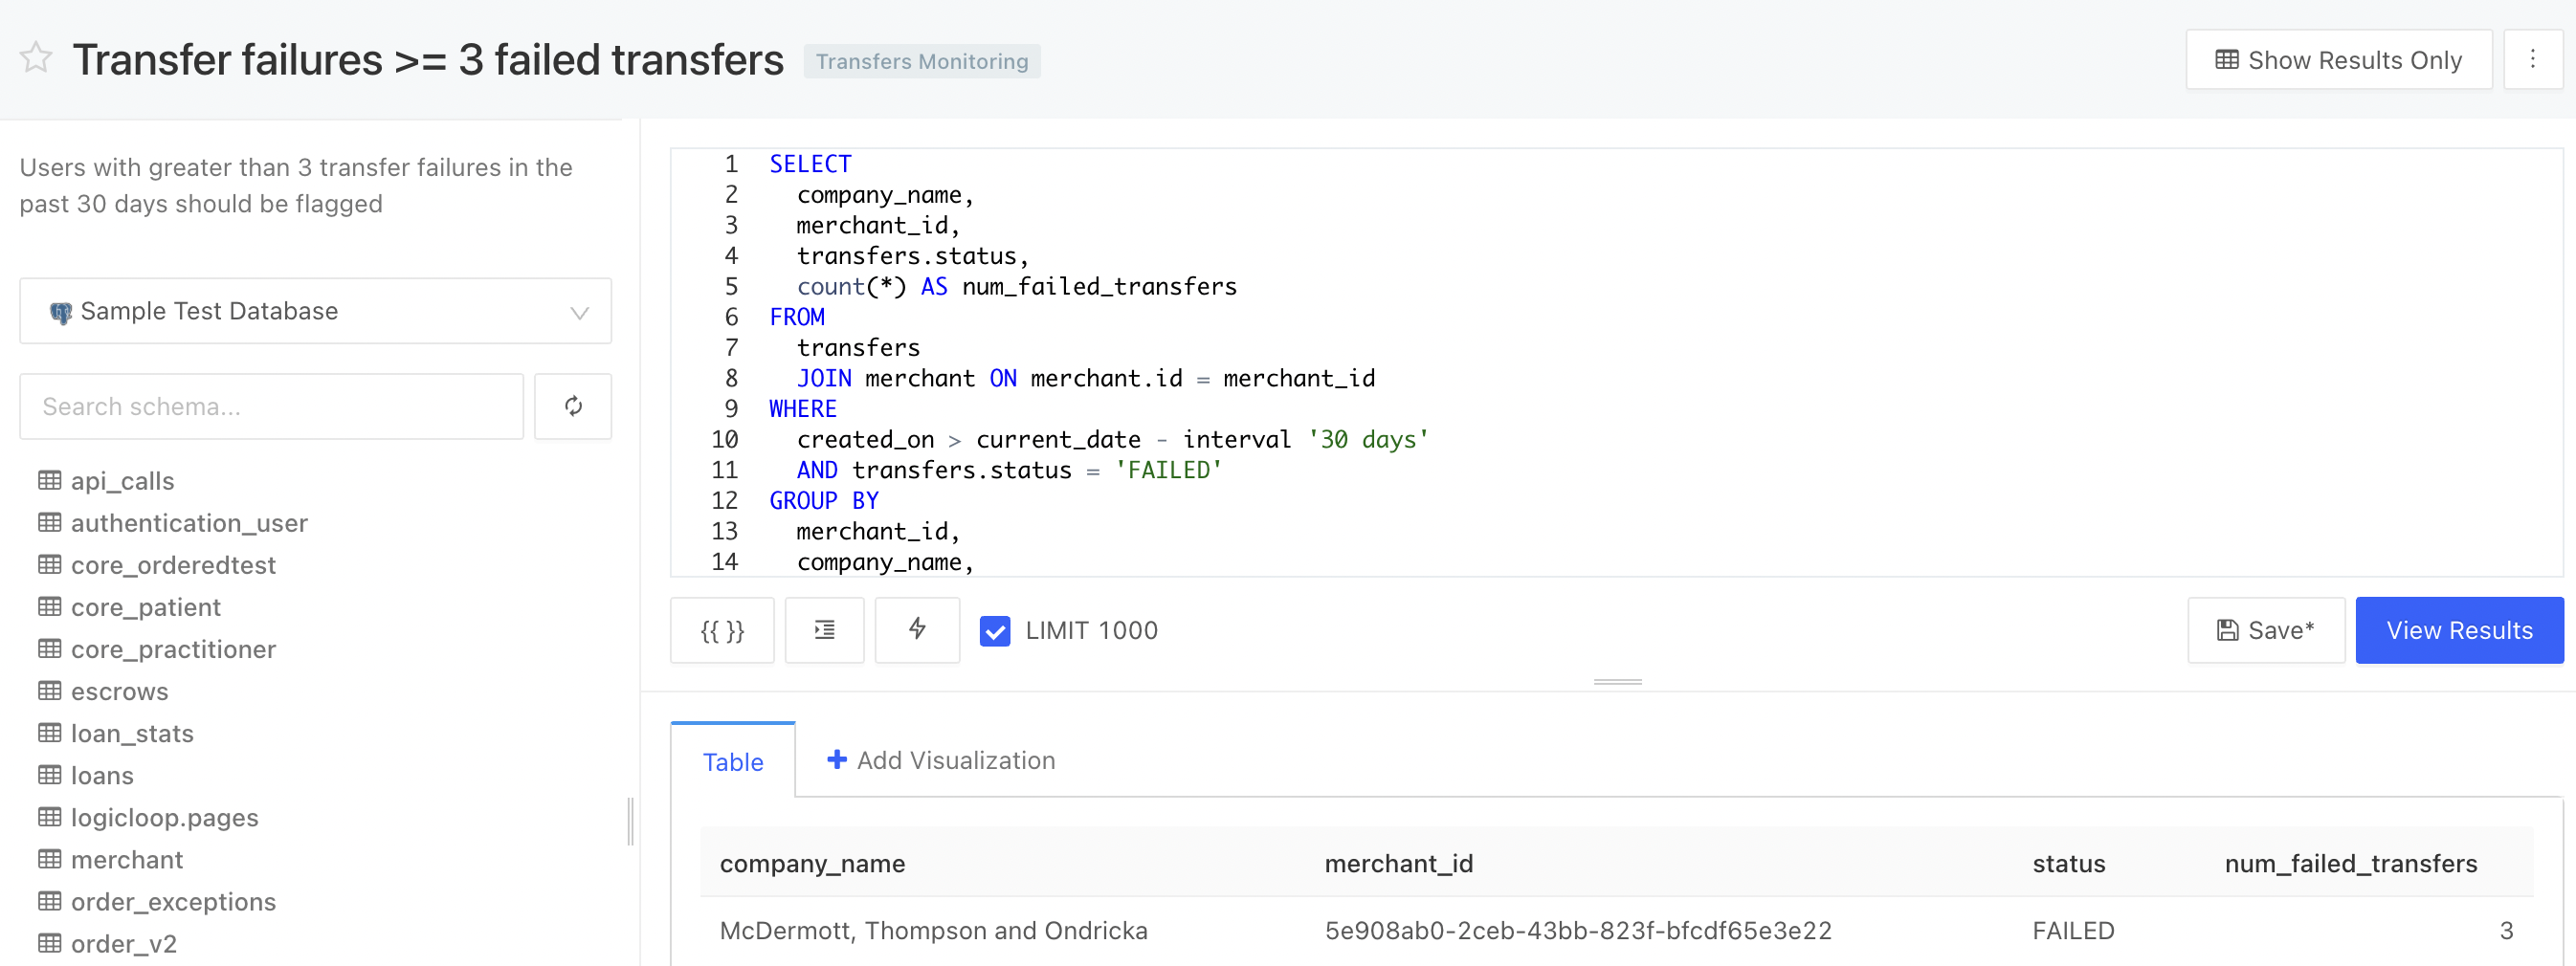 Transfer failures >= 3 failed transfers
Transfers Monitoring
Show Results Only
Users with greater than 3 transfer failures in the
past 30 days should be flagged
Sample Test Database
Search schema...
api_calls
authentication_user
core_orderedtest
core_patient
core_practitioner
escrows
loan_stats
loans
logicloop.pages
merchant
order_exceptions
order_v2
1 SELECT
2 company_name,
3 merchant_id,
4 transfers.status,
5 count(*) AS num_failed_transfers
6 FROM
7 transfers
8 JOIN merchant ON merchant.id = merchant_id
9 WHERE
10 created_on > current_date - interval '30 days'
11 AND transfers.status = 'FAILED'
12 GROUP BY
13 merchant_id,
14 company_name,
{{ }}
LIMIT 1000
Save*
View Results
Table
Add Visualization
company_name merchant_id status num_failed_transfers
McDermott, Thompson and Ondricka 5e908ab0-2ceb-43bb-823f-bfcdf65e3e22 FAILED 3